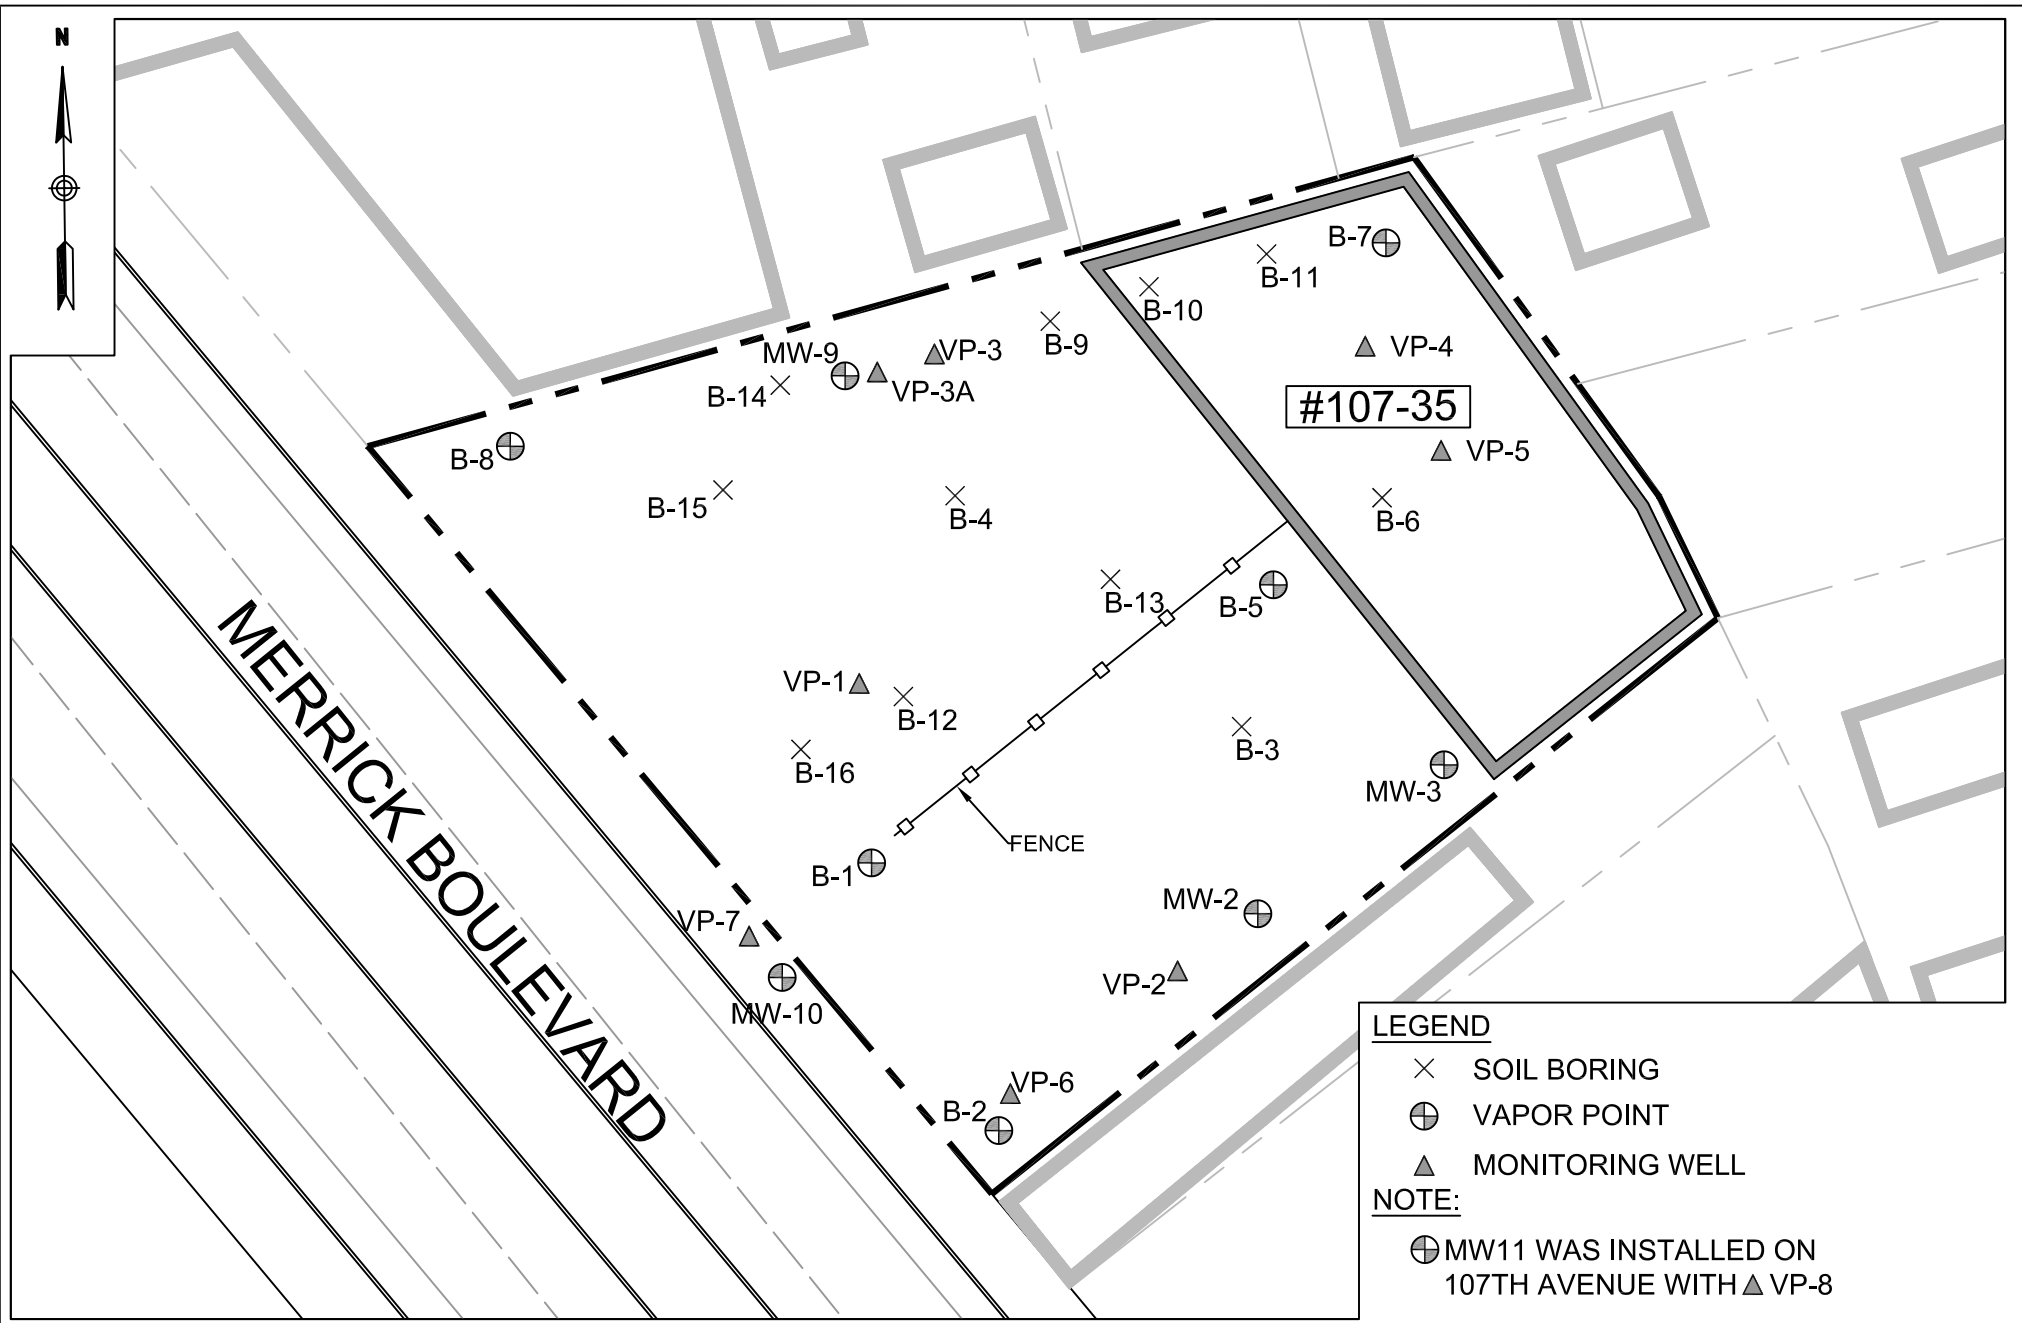 N
B-7
B-11
B-10
B-9
VP-3
MW-9
VP-3A
VP-4
B-14
#107-35
B-8
VP-5
B-15
B-4
B-6
B-13
B-5
VP-1
B-12
B-3
B-16
MW-3
FENCE
B-1
MERRICK BOULEVARD
MW-2
VP-7
VP-2
MW-10
VP-6
B-2
LEGEND
SOIL BORING
VAPOR POINT
MONITORING WELL
NOTE:
MW11 WAS INSTALLED ON
107TH AVENUE WITH VP-8